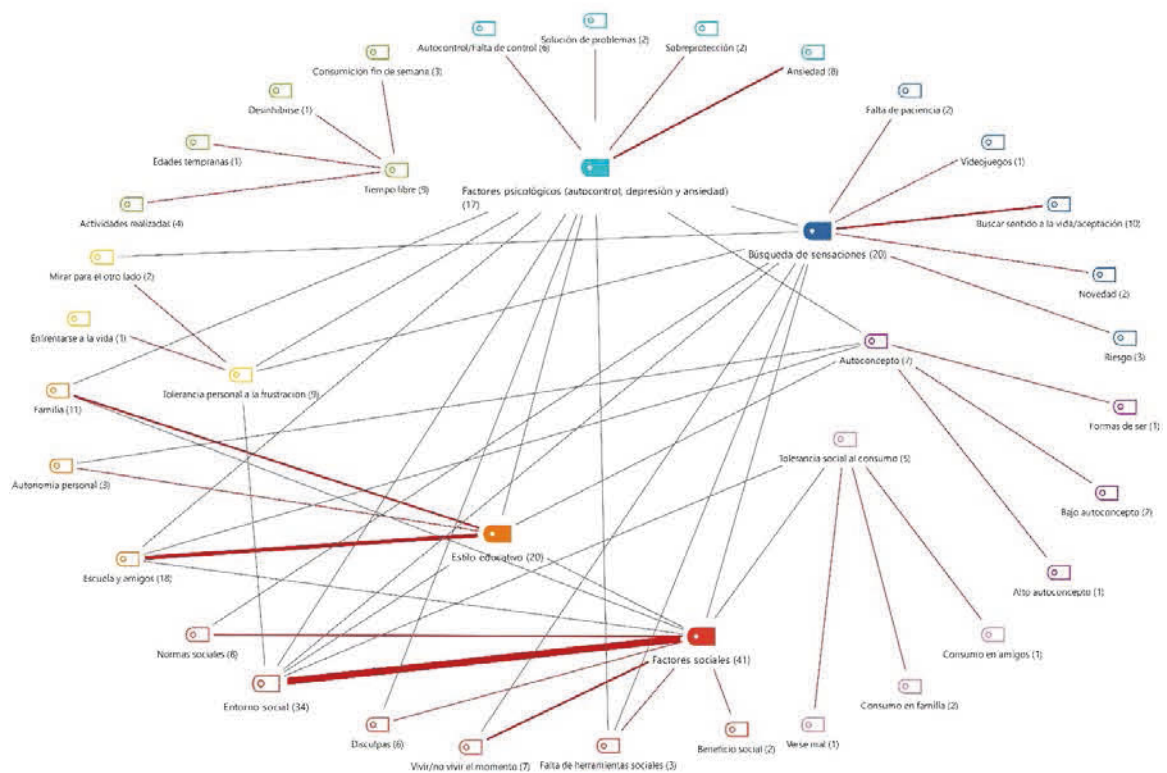 Solución de problemas (2)
Autocontrol/Falta de control (6)
Sobreprotección (2)
Consumición fin de semana (3)
Ansiedad (8)
Desinhibirse (1)
Falta de paciencia (2)
Edades tempranas (1)
Videojuegos (1)
Tiempo libre (9)
Factores psicológicos (autocontrol, depresión y ansiedad)
(17)
Actividades realizadas (4)
Buscar sentido a la vida/aceptación (10)
Búsqueda de sensaciones (20)
Mirar para el otro lado (2)
Novedad (2)
Enfrentarse a la vida (1)
Riesgo (3)
Autoconcepto (7)
Tolerancia personal a la frustración (9)
Familia (11)
Formas de ser (1)
Tolerancia social al consumo (5)
Autonomía personal (3)
Bajo autoconcepto (7)
Estilo educativo (20)
Escuela y amigos (18)
Alto autoconcepto (1)
Normas sociales (8)
Consumo en amigos (1)
Factores sociales (41)
Entorno social (34)
Consumo en familia (2)
Disculpas (6)
Beneficio social (2)
Verse mal (1)
Vivir/no vivir el momento (7)
Falta de herramientas sociales (3)